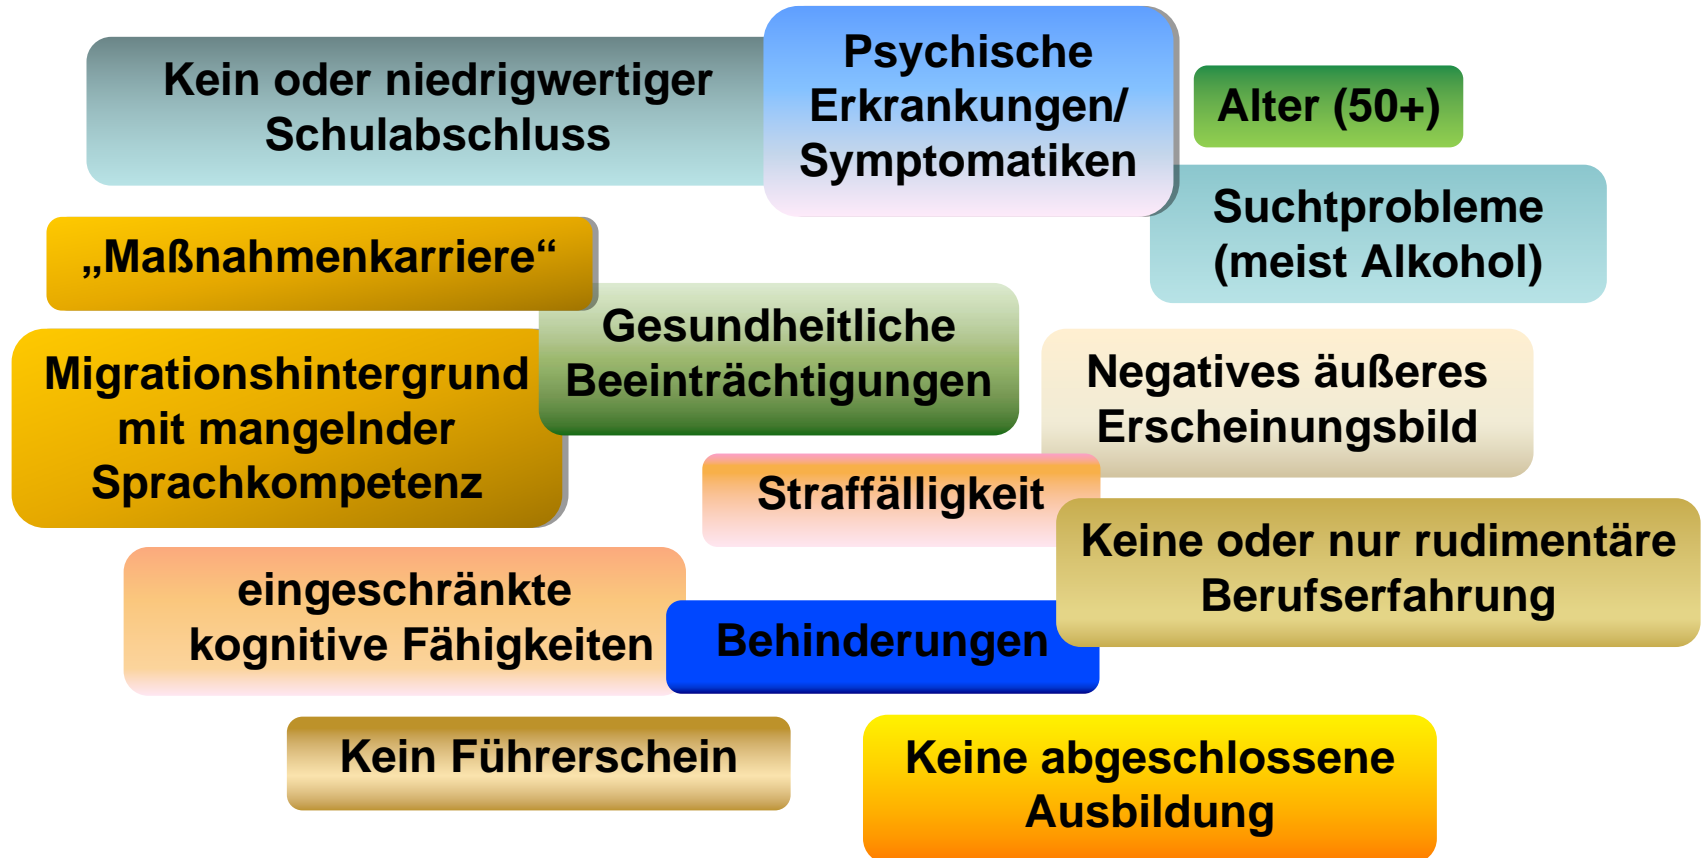 Kein oder niedrigwertiger
Schulabschluss
Psychische
Erkrankungen/
Symptomatiken
Alter (50+)
Suchtprobleme
(meist Alkohol)
„Maßnahmenkarriere“
Gesundheitliche
Beeinträchtigungen
Migrationshintergrund
mit mangelnder
Sprachkompetenz
Negatives äußeres
Erscheinungsbild
Straffälligkeit
Keine oder nur rudimentäre
Berufserfahrung
eingeschränkte
kognitive Fähigkeiten
Behinderungen
Kein Führerschein
Keine abgeschlossene
Ausbildung